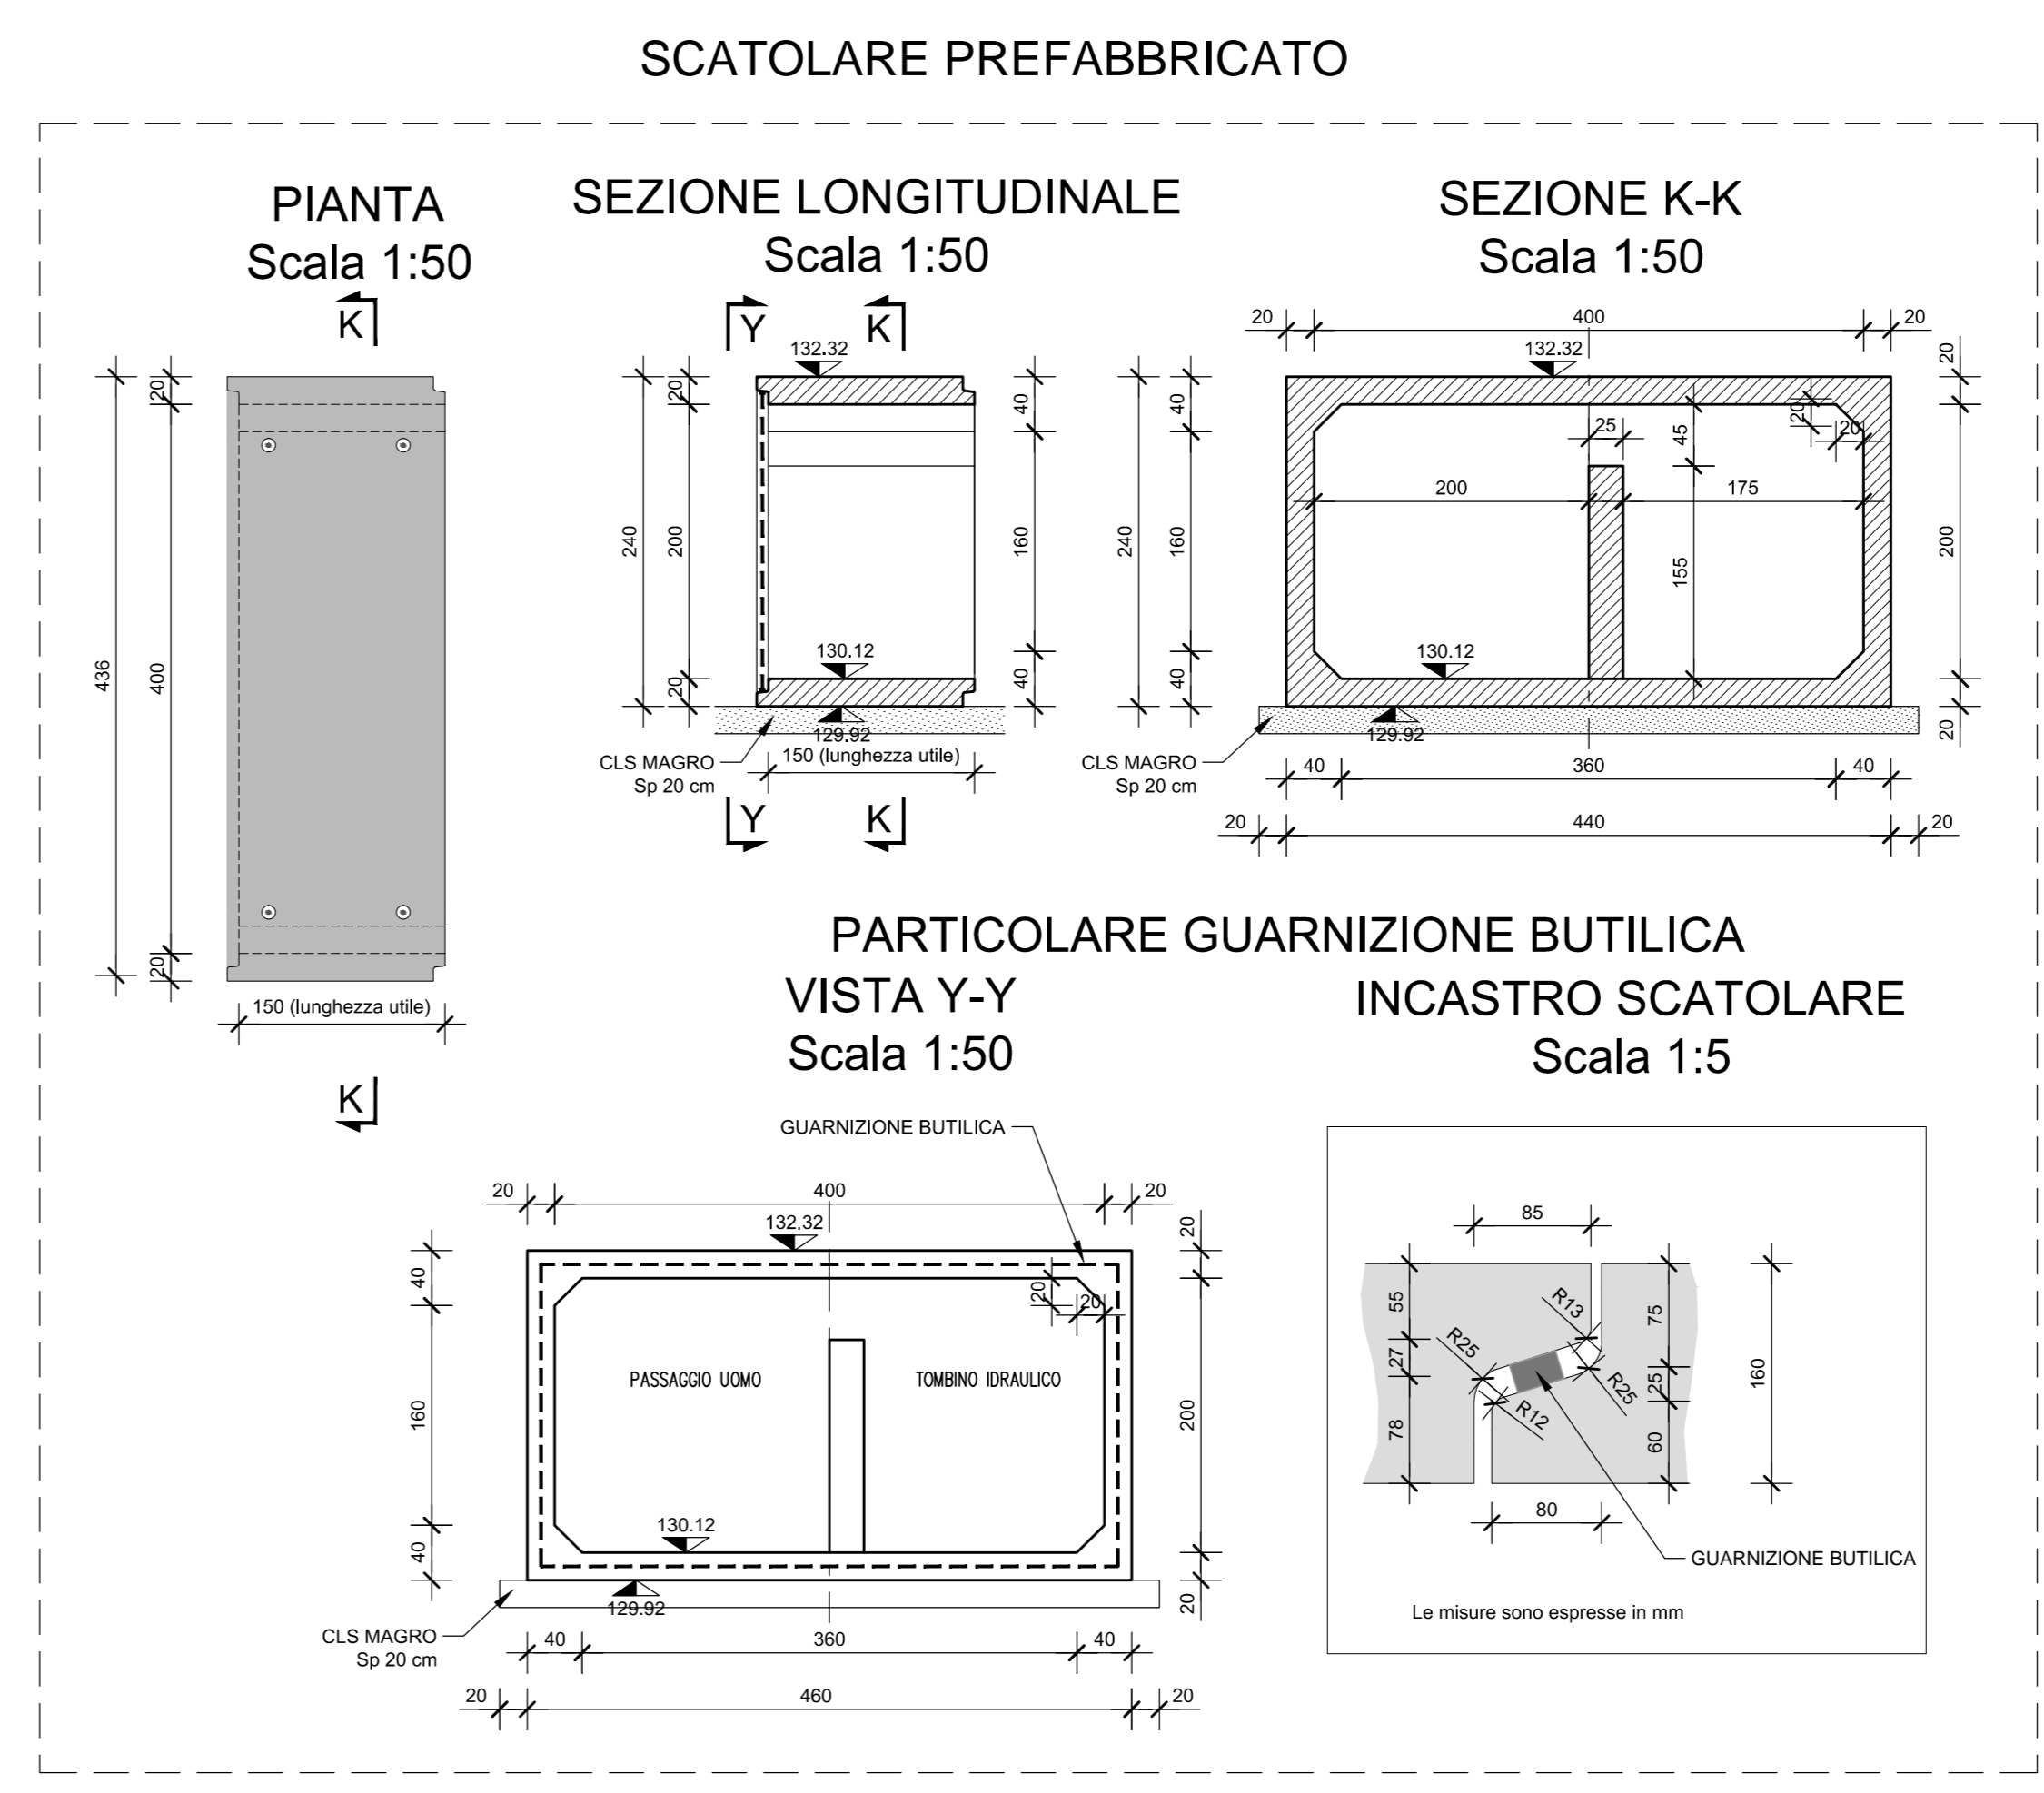 SCATOLARE PREFABBRICATO
PIANTA
Scala 1:50
K
436
20
400
20
150 (lunghezza utile)
K
SEZIONE LONGITUDINALE
Scala 1:50
Y
K
132.32
240
20
200
20
40
160
40
130.12
129.92
CLS MAGRO
Sp 20 cm
150 (lunghezza utile)
Y
K
SEZIONE K-K
Scala 1:50
20
400
20
132.32
240
40
160
40
25
45
20
20
200
175
155
20
200
20
130.12
129.92
CLS MAGRO
Sp 20 cm
40
360
40
20
440
20
PARTICOLARE GUARNIZIONE BUTILICA
VISTA Y-Y
Scala 1:50
GUARNIZIONE BUTILICA
20
400
20
132.32
40
160
40
20
20
20
200
20
PASSAGGIO UOMO
TOMBINO IDRAULICO
130.12
129.92
CLS MAGRO
Sp 20 cm
40
360
40
20
460
20
INCASTRO SCATOLARE
Scala 1:5
85
55
27
78
R13
R25
R25
R12
75
25
60
160
80
GUARNIZIONE BUTILICA
Le misure sono espresse in mm